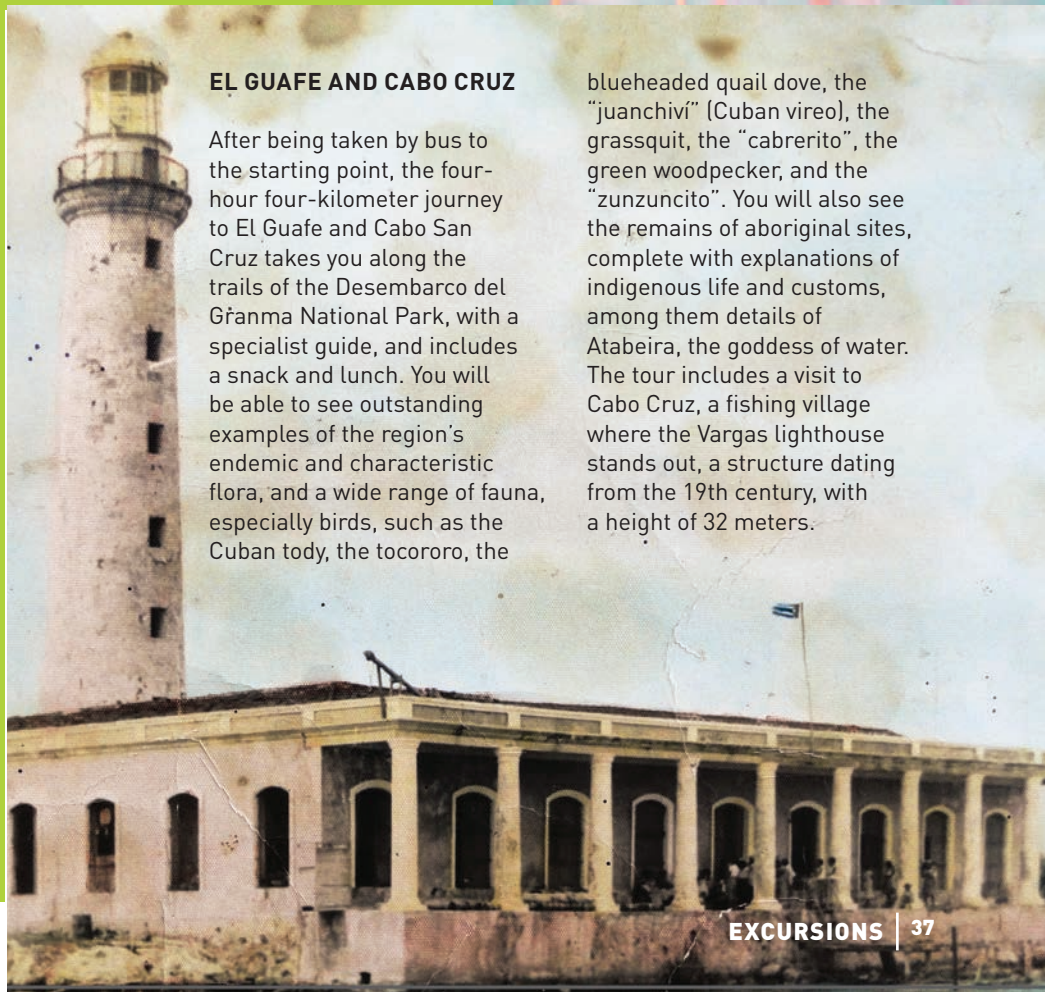 EL GUAFE AND CABO CRUZ
After being taken by bus to
the starting point, the four-
hour four-kilometer journey
to El Guafe and Cabo San
Cruz takes you along the
trails of the Desembarco del
Granma National Park, with a
specialist guide, and includes
a snack and lunch. You will
be able to see outstanding
examples of the region's
endemic and characteristic
flora, and a wide range of fauna,
especially birds, such as the
Cuban tody, the tocororo, the
blueheaded quail dove, the
“juanchiví” (Cuban vireo), the
grassquit, the “cabrerito”, the
green woodpecker, and the
“zunzuncito”. You will also see
the remains of aboriginal sites,
complete with explanations of
indigenous life and customs,
among them details of
Atabeira, the goddess of water.
The tour includes a visit to
Cabo Cruz, a fishing village
where the Vargas lighthouse
stands out, a structure dating
from the 19th century, with
a height of 32 meters.
EXCURSIONS | 37